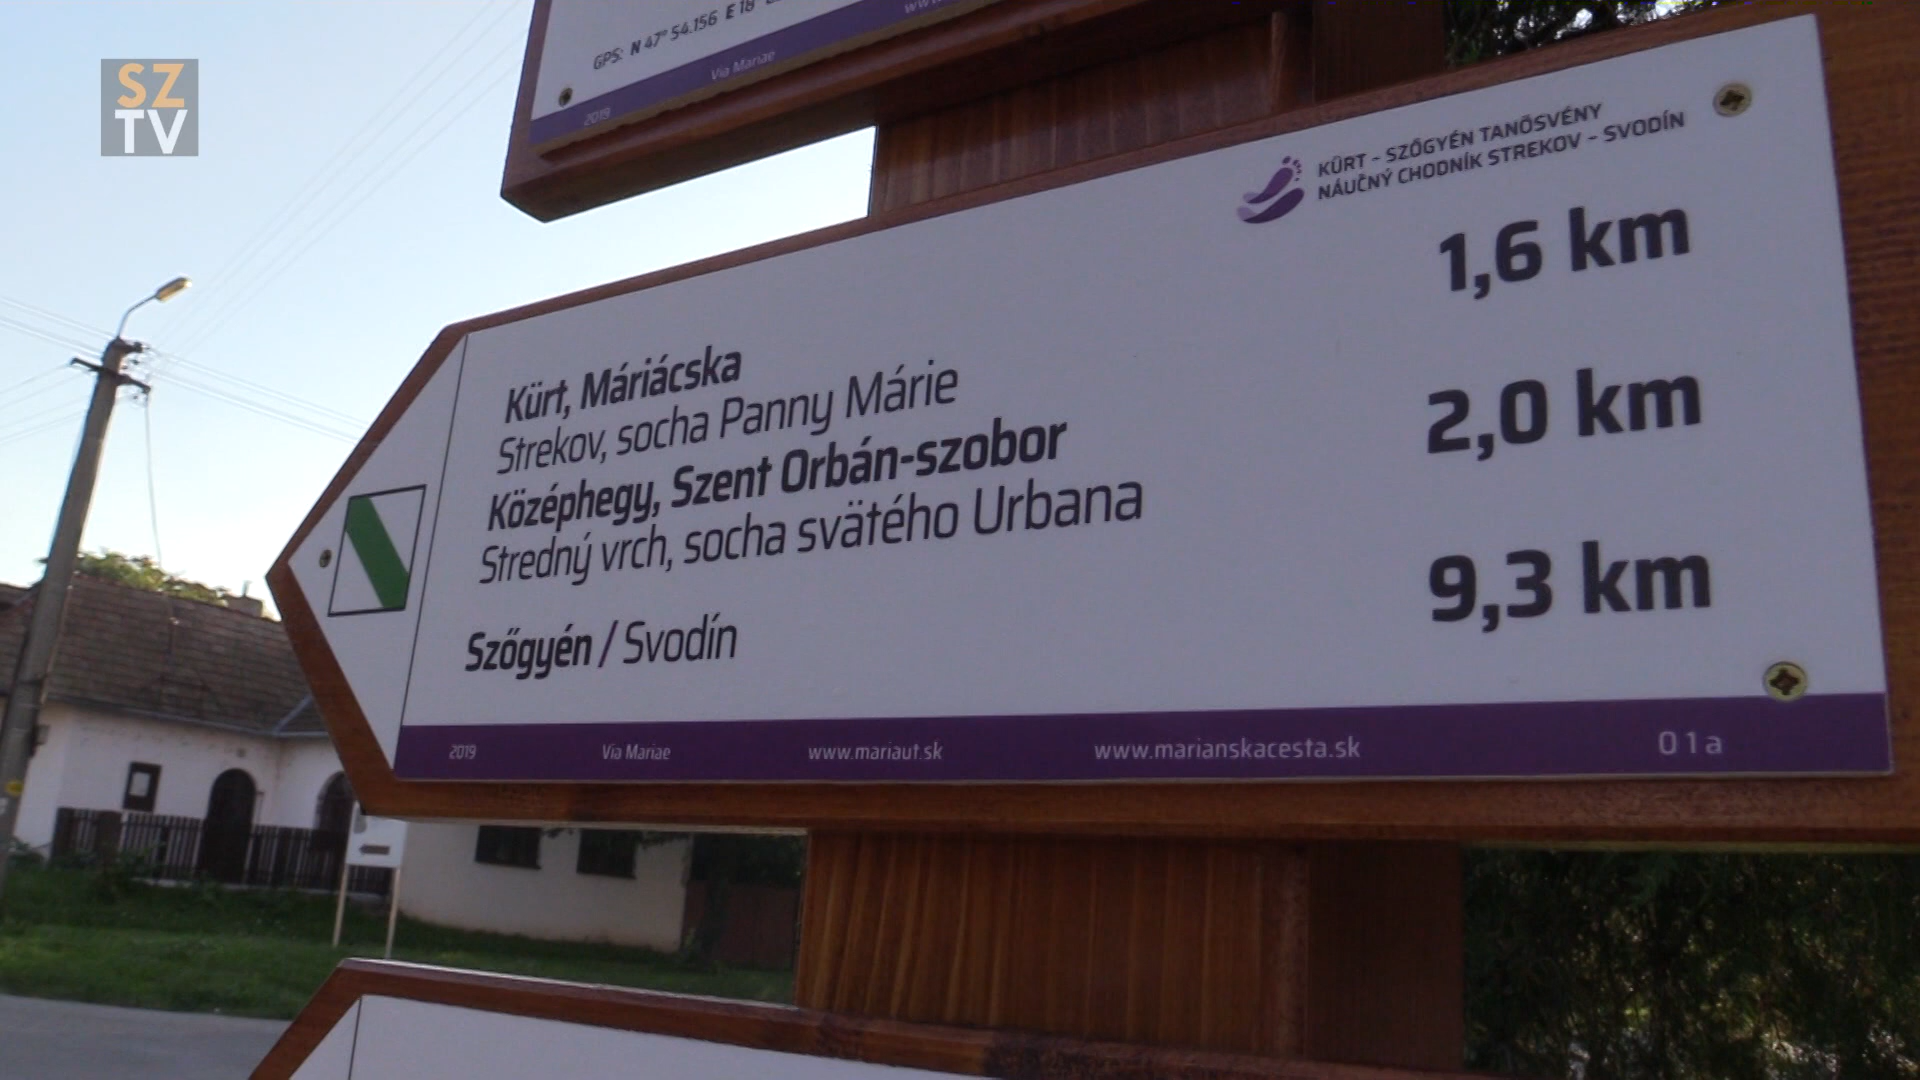 SZ
TV
GPS: N 47° 54.156 E 18°
2019 Via Mariae
KÜRT - SZŐGYÉN TANÖSVÉNY
NÁUČNÝ CHODNÍK STREKOV - SVODÍN
Kürt, Máriácska 1,6 km
Strekov, socha Panny Márie
Középhegy, Szent Orbán-szobor 2,0 km
Stredný vrch, socha svätého Urbana
Szőgyén / Svodín 9,3 km
2019 Via Mariae www.mariaut.sk www.marianskacesta.sk 01a